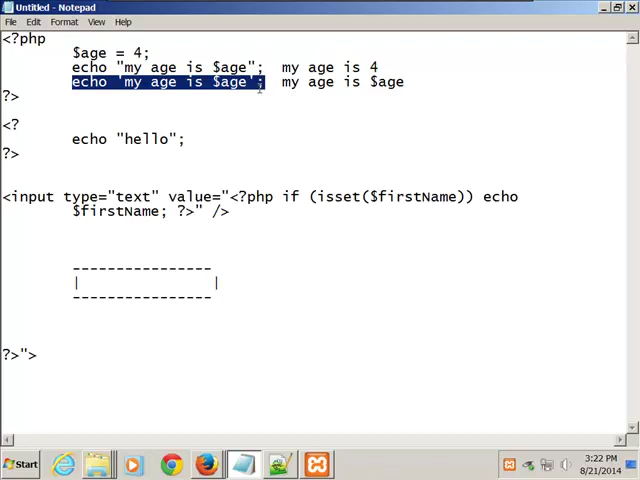 Untitled - Notepad
File Edit Format View Help
<?php
$age = 4;
echo "my age is $age"; my age is 4
echo 'my age is $age'; my age is $age
?>
<?
echo "hello";
?>
<input type="text" value="<?php if (isset($firstName)) echo
$firstName; ?>" />
----------------
| |
----------------
?>">
Start
3:22 PM
8/21/2014